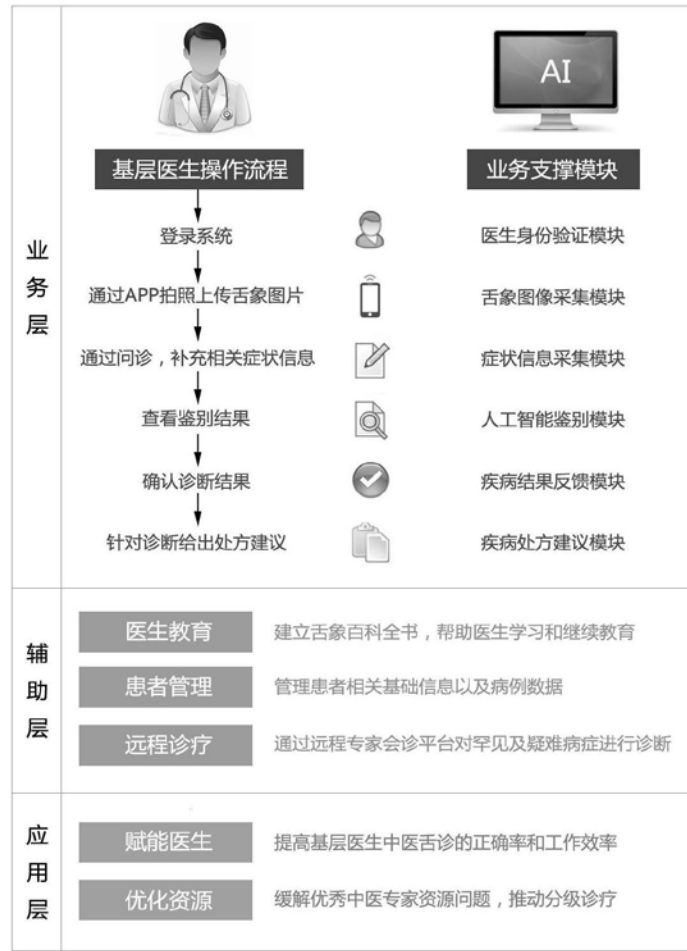 AI
基层医生操作流程
业务支撑模块
业务层
登录系统
医生身份验证模块
通过APP拍照上传舌象图片
舌象图像采集模块
通过问诊，补充相关症状信息
症状信息采集模块
查看鉴别结果
人工智能鉴别模块
确认诊断结果
疾病结果反馈模块
针对诊断给出处方建议
疾病处方建议模块
辅助层
医生教育
建立舌象百科全书，帮助医生学习和继续教育
患者管理
管理患者相关基础信息以及病例数据
远程诊疗
通过远程专家会诊平台对罕见及疑难病症进行诊断
应用层
赋能医生
提高基层医生中医舌诊的正确率和工作效率
优化资源
缓解优秀中医专家资源问题，推动分级诊疗